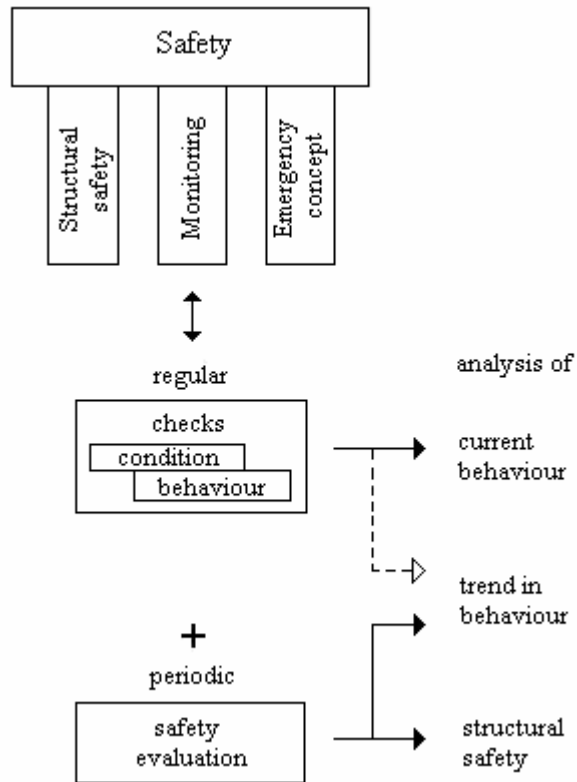 Safety
Structural
safety
Monitoring
Emergency
concept
regular
analysis of
checks
condition
behaviour
current
behaviour
trend in
behaviour
+
periodic
safety
evaluation
structural
safety